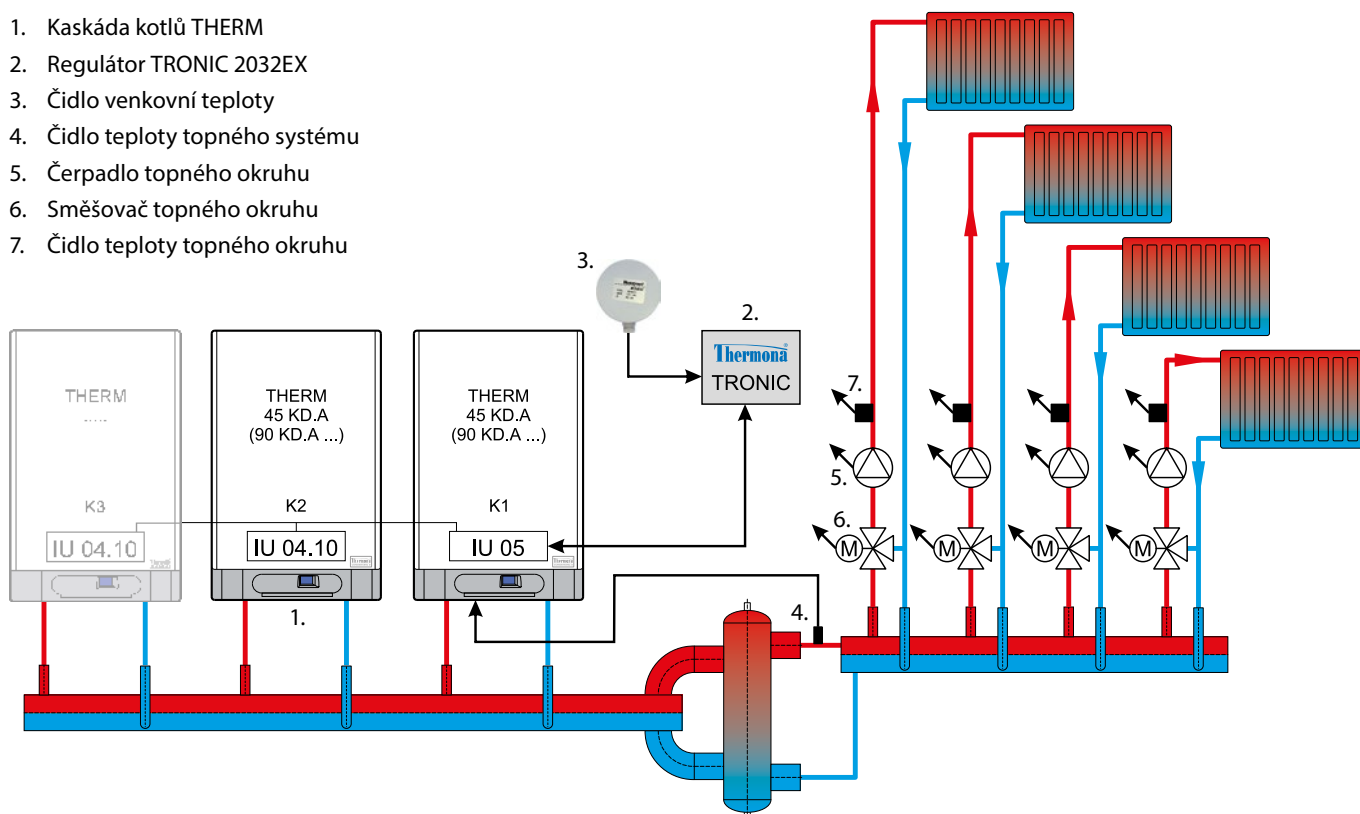 1. Kaskáda kotlů THERM
2. Regulátor TRONIC 2032EX
3. Čidlo venkovní teploty
4. Čidlo teploty topného systému
5. Čerpadlo topného okruhu
6. Směšovač topného okruhu
7. Čidlo teploty topného okruhu
3.
2.
Thermona®
TRONIC
THERM
K3
IU 04.10
THERM
45 KD.A
(90 KD.A ...)
K2
IU 04.10
Thermona
THERM
45 KD.A
(90 KD.A ...)
K1
IU 05
Thermona
1.
4.
7.
5.
6.
M
M
M
M